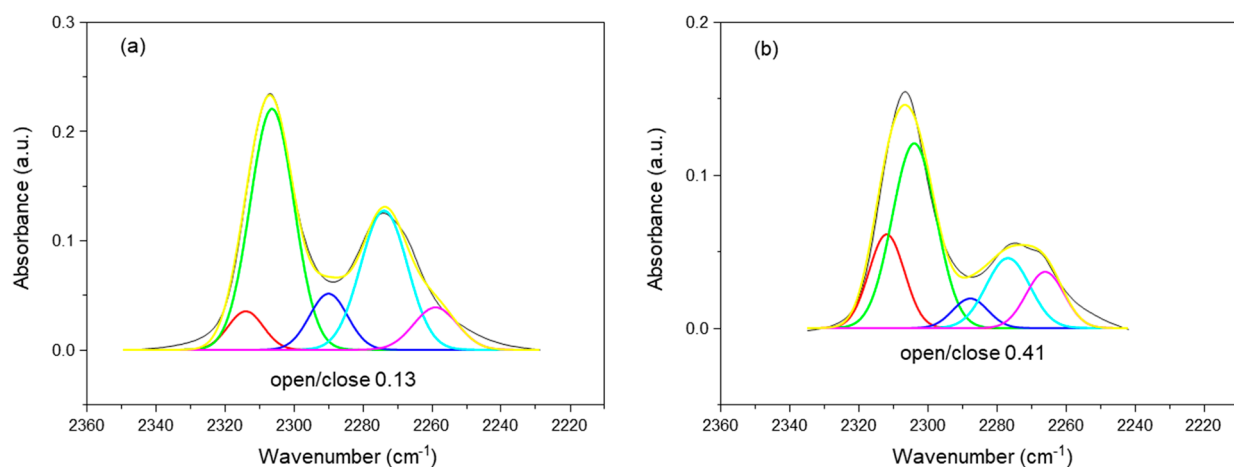 (a)
0.3
0.2
0.1
0.0
Absorbance (a.u.)
open/close 0.13
2360 2340 2320 2300 2280 2260 2240 2220
Wavenumber (cm⁻¹)
(b)
0.2
0.1
0.0
Absorbance (a.u.)
open/close 0.41
2360 2340 2320 2300 2280 2260 2240 2220
Wavenumber (cm⁻¹)